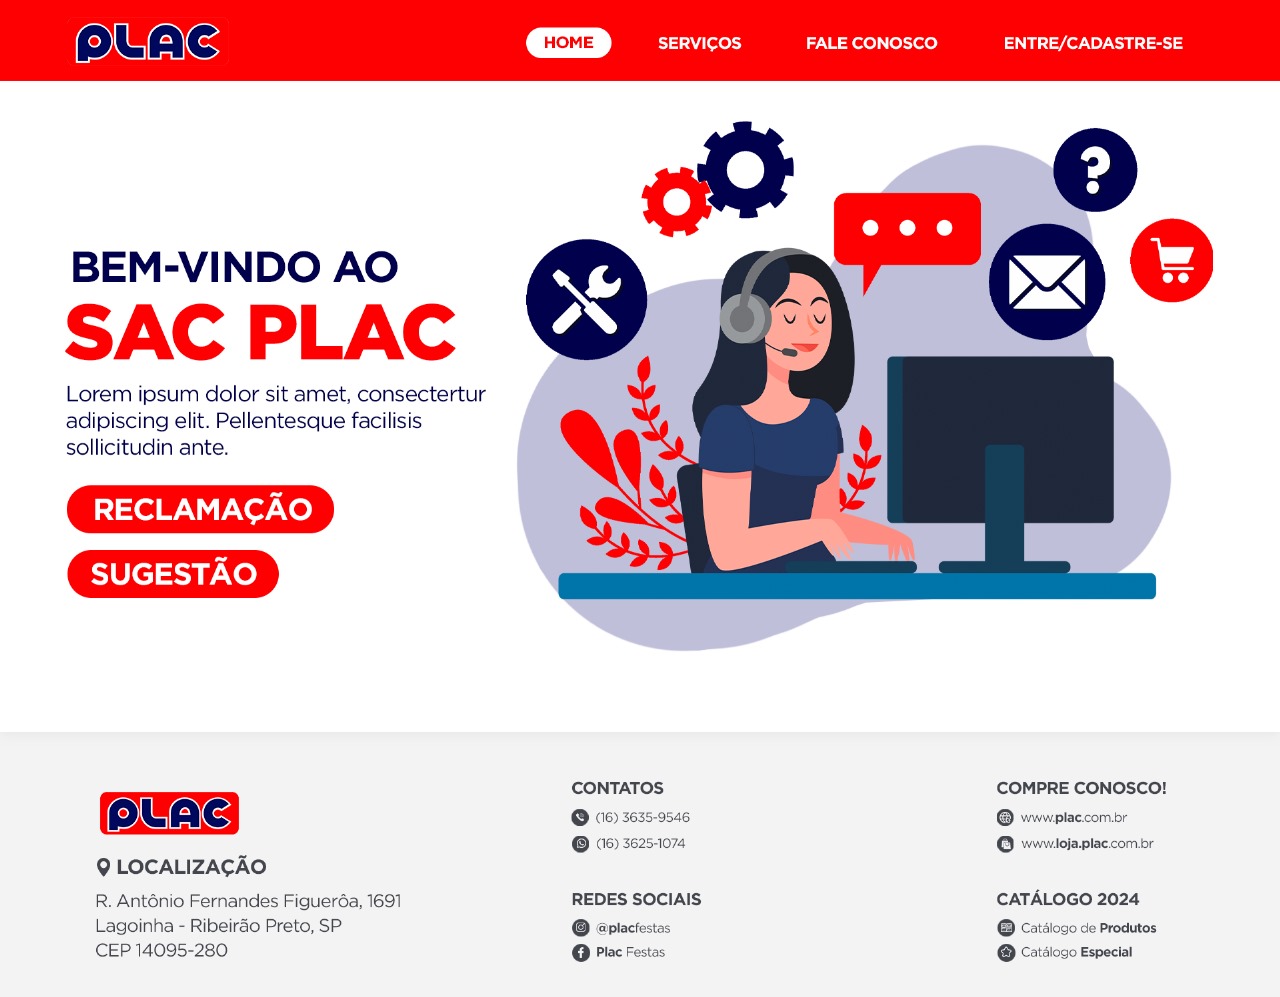 PLAC
HOME
SERVIÇOS
FALE CONOSCO
ENTRE/CADASTRE-SE
BEM-VINDO AO
SAC PLAC
Lorem ipsum dolor sit amet, consectertur
adipiscing elit. Pellentesque facilisis
sollicitudin ante.
RECLAMAÇÃO
SUGESTÃO
?
PLAC
LOCALIZAÇÃO
R. Antônio Fernandes Figuerôa, 1691
Lagoinha - Ribeirão Preto, SP
CEP 14095-280
CONTATOS
(16) 3635-9546
(16) 3625-1074
REDES SOCIAIS
@placfestas
Plac Festas
COMPRE CONOSCO!
www.plac.com.br
www.loja.plac.com.br
CATÁLOGO 2024
Catálogo de Produtos
Catálogo Especial